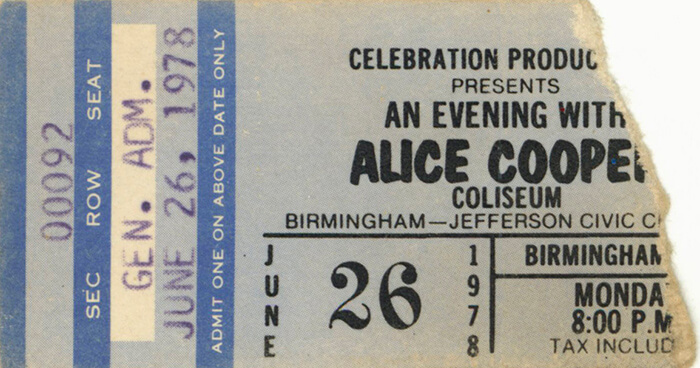 00092
SEC ROW SEAT
GEN. ADM.
JUNE 26, 1978
ADMIT ONE ON ABOVE DATE ONLY
CELEBRATION PRODUC
PRESENTS
AN EVENING WITH
ALICE COOPER
COLISEUM
BIRMINGHAM—JEFFERSON CIVIC C
JUNE 26 1978
BIRMINGHAM
MONDA
8:00 P.M
TAX INCLUD